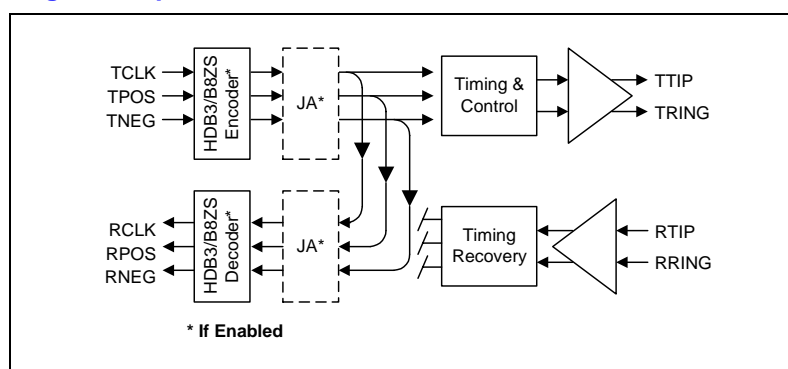 TCLK
TPOS
TNEG
HDB3/B8ZS
Encoder*
JA*
Timing &
Control
TTIP
TRING
RCLK
RPOS
RNEG
HDB3/B8ZS
Decoder*
JA*
Timing
Recovery
RTIP
RRING
* If Enabled